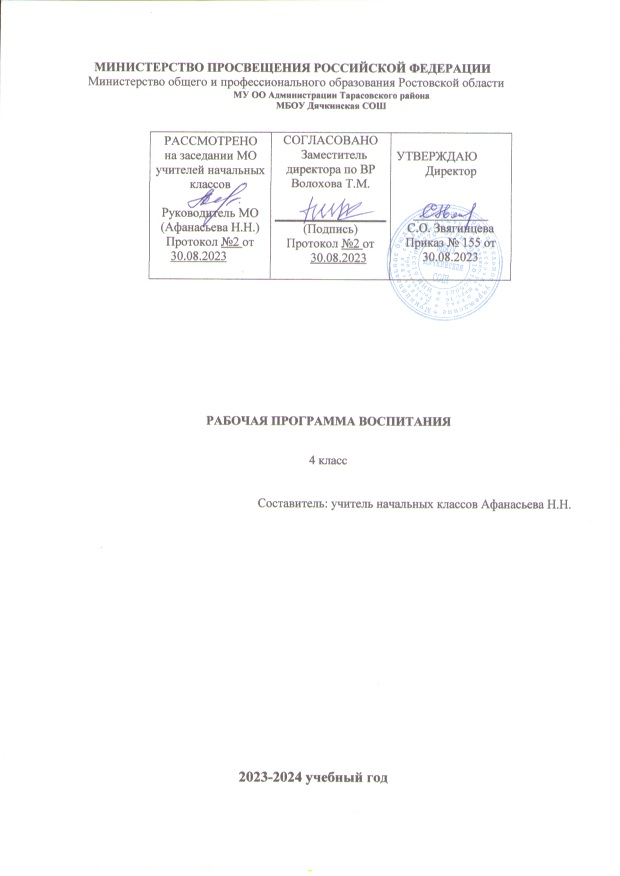 МИНИСТЕРСТВО ПРОСВЕЩЕНИЯ РОССИЙСКОЙ ФЕДЕРАЦИИ
Министерство общего и профессионального образования Ростовской области
МУ ОО Администрации Тарасовского района
МБОУ Дячкинская СОШ
РАССМОТРЕНО
на заседании МО
учителей начальных
классов
Руководитель МО
(Афанасьева Н.Н.)
Протокол №2 от
30.08.2023
СОГЛАСОВАНО
Заместитель
директора по ВР
Волохова Т.М.
(Подпись)
Протокол №2 от
30.08.2023
УТВЕРЖДАЮ
Директор
С.О. Звягинцева
Приказ № 155 от
30.08.2023
РАБОЧАЯ ПРОГРАММА ВОСПИТАНИЯ
4 класс
Составитель: учитель начальных классов Афанасьева Н.Н.
2023-2024 учебный год